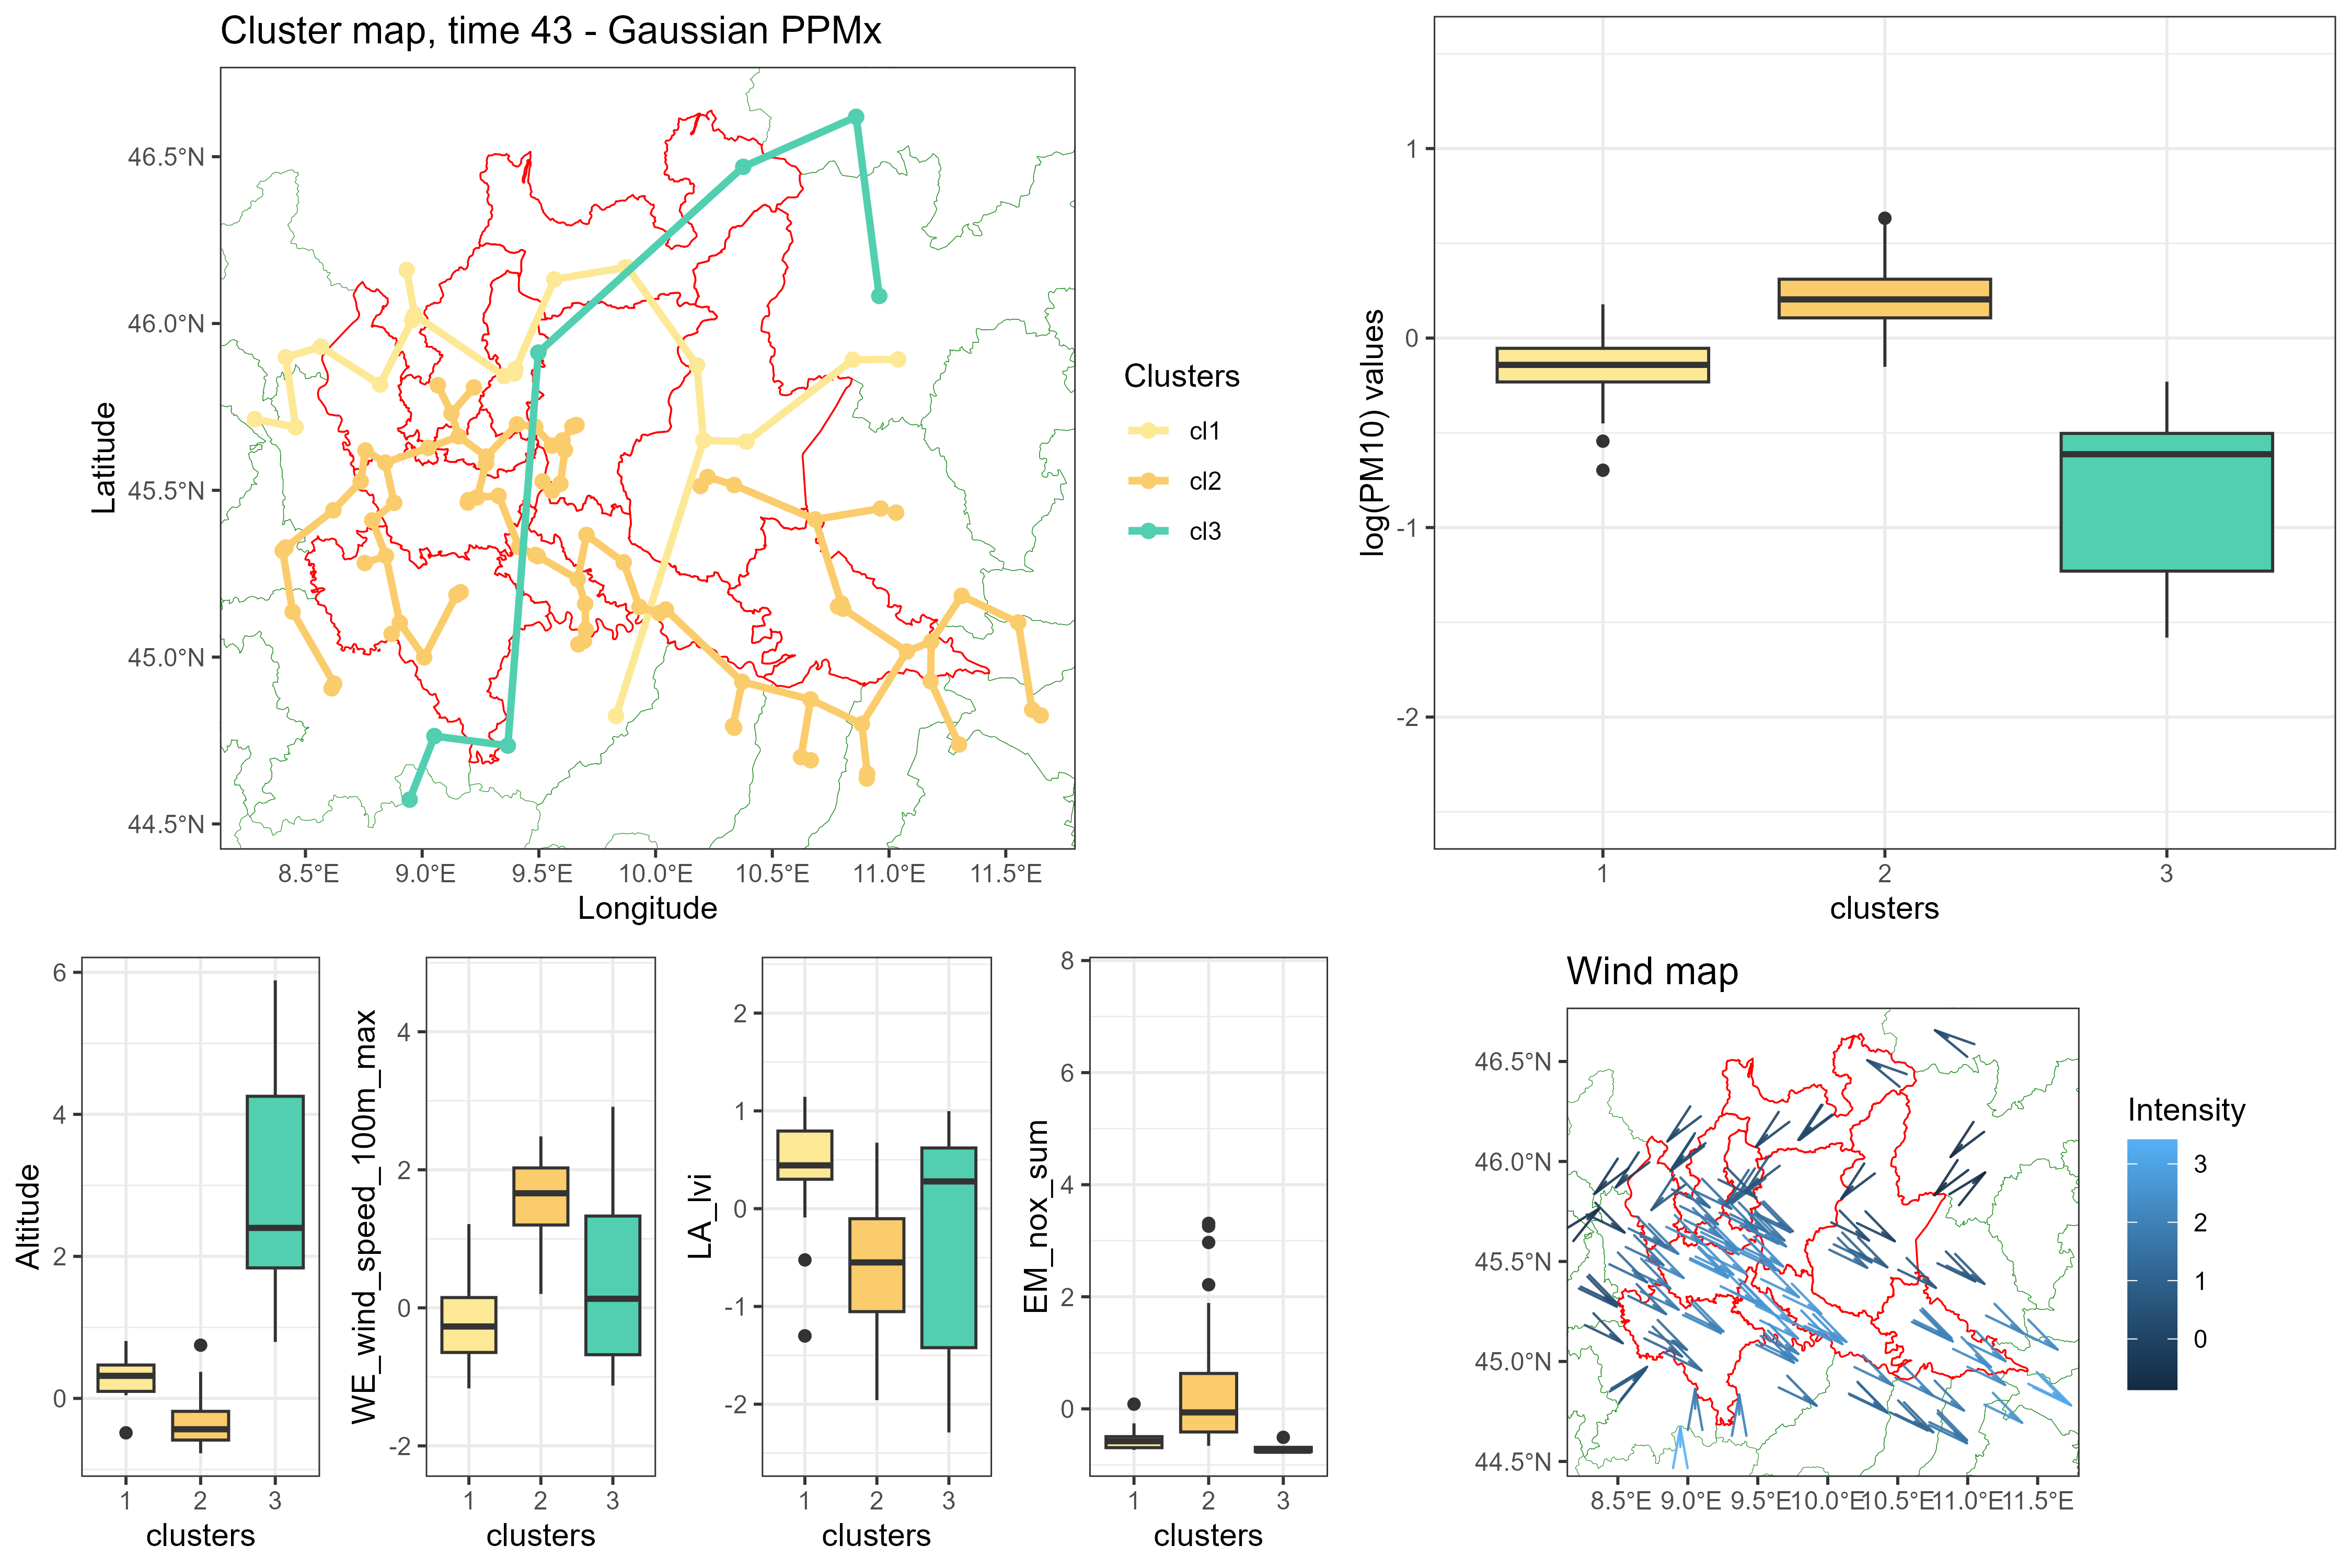 Cluster map, time 43 - Gaussian PPMx
46.5°N
46.0°N
45.5°N
45.0°N
44.5°N
Latitude
8.5°E 9.0°E 9.5°E 10.0°E 10.5°E 11.0°E 11.5°E
Longitude
Clusters
cl1
cl2
cl3
1
0
-1
-2
log(PM10) values
1 2 3
clusters
6
4
2
0
Altitude
1 2 3
clusters
4
2
0
-2
WE_wind_speed_100m_max
1 2 3
clusters
2
1
0
-1
-2
LA_lvi
1 2 3
clusters
8
6
4
2
0
EM_nox_sum
1 2 3
clusters
Wind map
46.5°N
46.0°N
45.5°N
45.0°N
44.5°N
8.5°E 9.0°E 9.5°E 10.0°E 10.5°E 11.0°E 11.5°E
Intensity
3
2
1
0